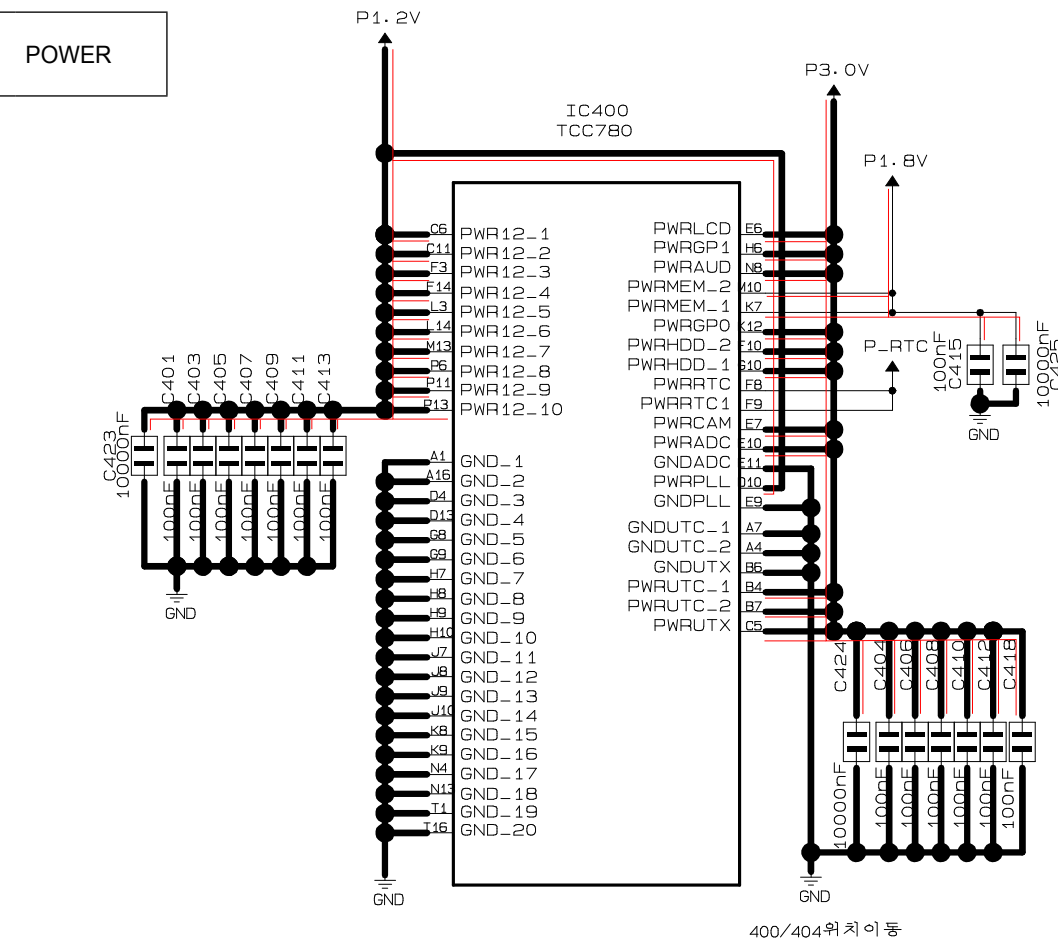 POWER
P1.2V
P3.0V
IC400
TCC780
P1.8V
P_RTC
C6 PWR12_1
C11 PWR12_2
F3 PWR12_3
F14 PWR12_4
L3 PWR12_5
L14 PWR12_6
M13 PWR12_7
P6 PWR12_8
P11 PWR12_9
P13 PWR12_10
A1 GND_1
A16 GND_2
D4 GND_3
D13 GND_4
G8 GND_5
G9 GND_6
H7 GND_7
H8 GND_8
H9 GND_9
H10 GND_10
J7 GND_11
J8 GND_12
J9 GND_13
J10 GND_14
K8 GND_15
K9 GND_16
N4 GND_17
N13 GND_18
T1 GND_19
T16 GND_20
PWRLCD E6
PWRGP1 H6
PWRAUD N8
PWRMEM_2 M10
PWRMEM_1 K7
PWRGP0 K12
PWRHDD_2 F10
PWRHDD_1 G10
PWRRTC F8
PWRRTC1 F9
PWRCAM E7
PWRADC E10
GNDADC E11
PWRPLL D10
GNDPLL E9
GNDUTC_1 A7
GNDUTC_2 A4
GNDUTX B6
PWRUTC_1 B4
PWRUTC_2 B7
PWRUTX C5
C423
10000nF
C401
100nF
C403
100nF
C405
100nF
C407
100nF
C409
100nF
C411
100nF
C413
100nF
GND
GND
100nF
C415
10000nF
C425
GND
C424
10000nF
C404
100nF
C406
100nF
C408
100nF
C410
100nF
C412
100nF
C418
100nF
GND
400/404위치이동